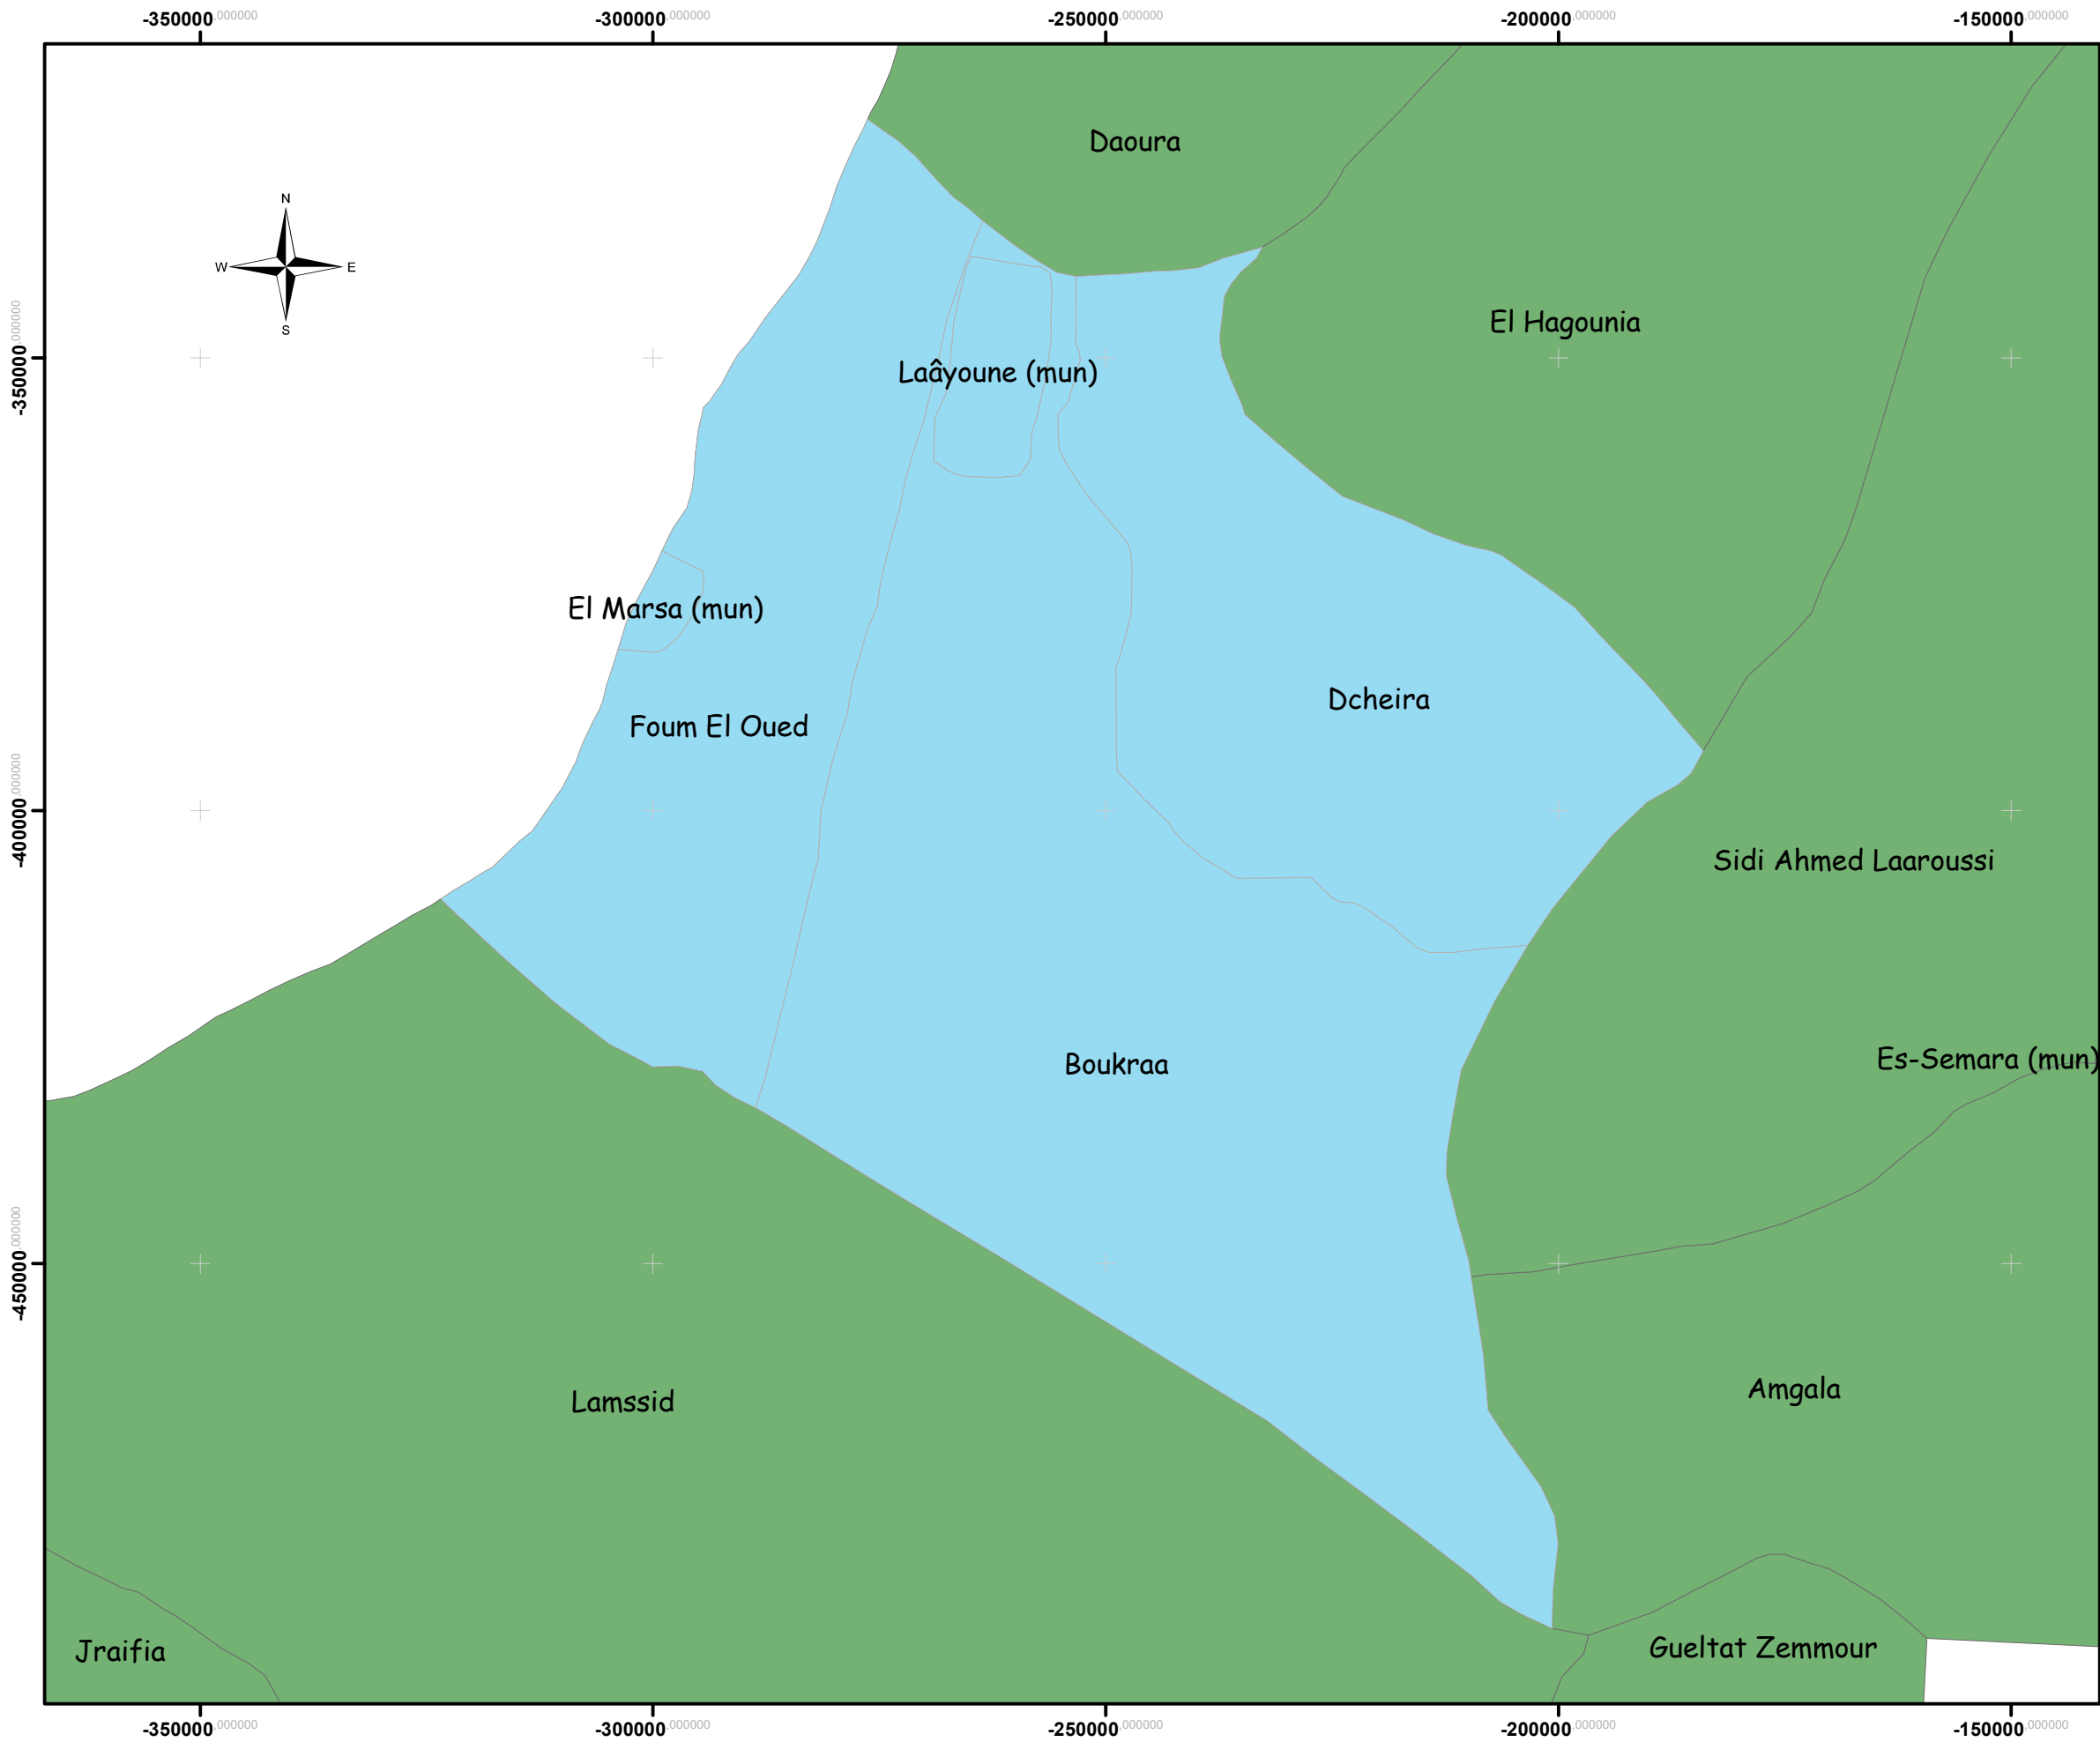 -350000,000000 -300000,000000 -250000,000000 -200000,000000 -150000,000000
Daoura
N
W E
S
El Hagounia
-350000,000000
Laâyoune (mun)
El Marsa (mun)
Dcheira
Foum El Oued
-400000,000000
Sidi Ahmed Laaroussi
Es-Semara (mun)
Boukraa
-450000,000000
Amgala
Lamssid
Gueltat Zemmour
Jraifia
-350000,000000 -300000,000000 -250000,000000 -200000,000000 -150000,000000